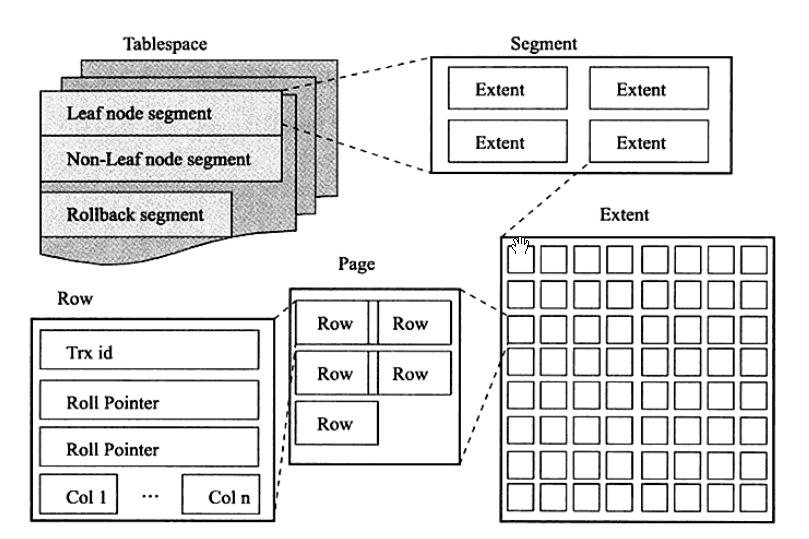 Tablespace
Leaf node segment
Non-Leaf node segment
Rollback segment
Segment
Extent
Extent
Extent
Extent
Extent
Page
Row
Row
Row
Row
Row
Row
Trx id
Roll Pointer
Roll Pointer
Col 1
...
Col n